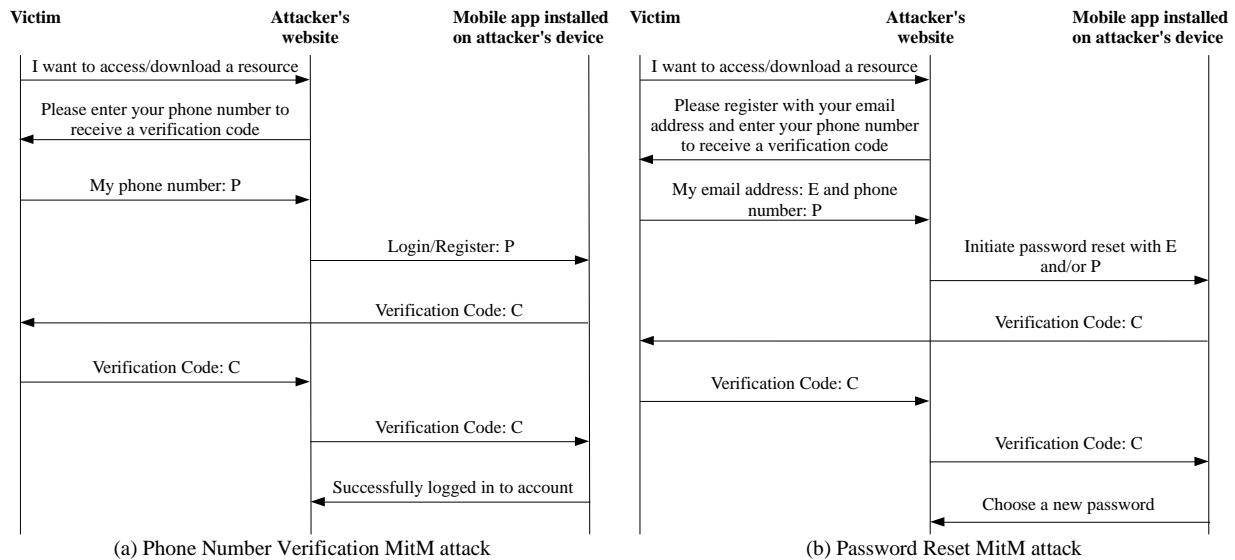 Victim
Attacker's
website
Mobile app installed
on attacker's device
I want to access/download a resource
Please enter your phone number to
receive a verification code
My phone number: P
Login/Register: P
Verification Code: C
Verification Code: C
Verification Code: C
Successfully logged in to account
(a) Phone Number Verification MitM attack
Victim
Attacker's
website
Mobile app installed
on attacker's device
I want to access/download a resource
Please register with your email
address and enter your phone number
to receive a verification code
My email address: E and phone
number: P
Initiate password reset with E
and/or P
Verification Code: C
Verification Code: C
Verification Code: C
Choose a new password
(b) Password Reset MitM attack